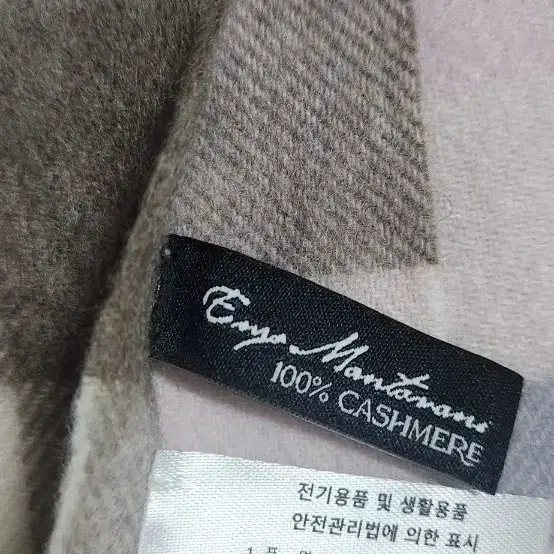 Enzo Mantovani
100% CASHMERE
전기용품 및 생활용품
안전관리법에 의한 표시